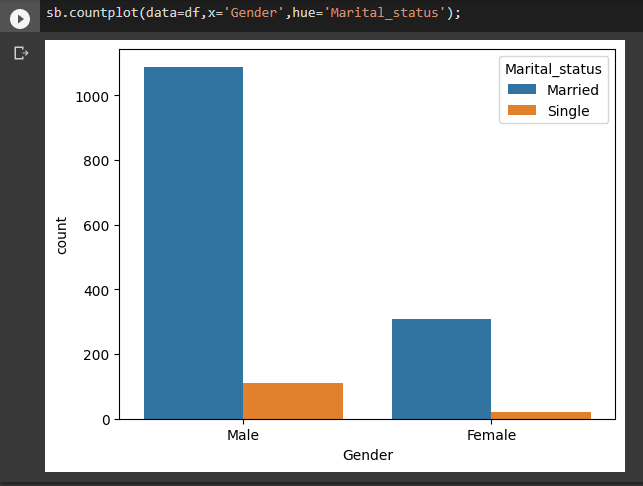 sb.countplot(data=df,x='Gender',hue='Marital_status');
Marital_status
Married
Single
1000
800
600
400
200
0
count
Male
Female
Gender